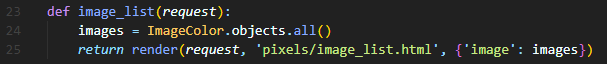 23 def image_list(request):
24     images = ImageColor.objects.all()
25     return render(request, 'pixels/image_list.html', {'image': images})